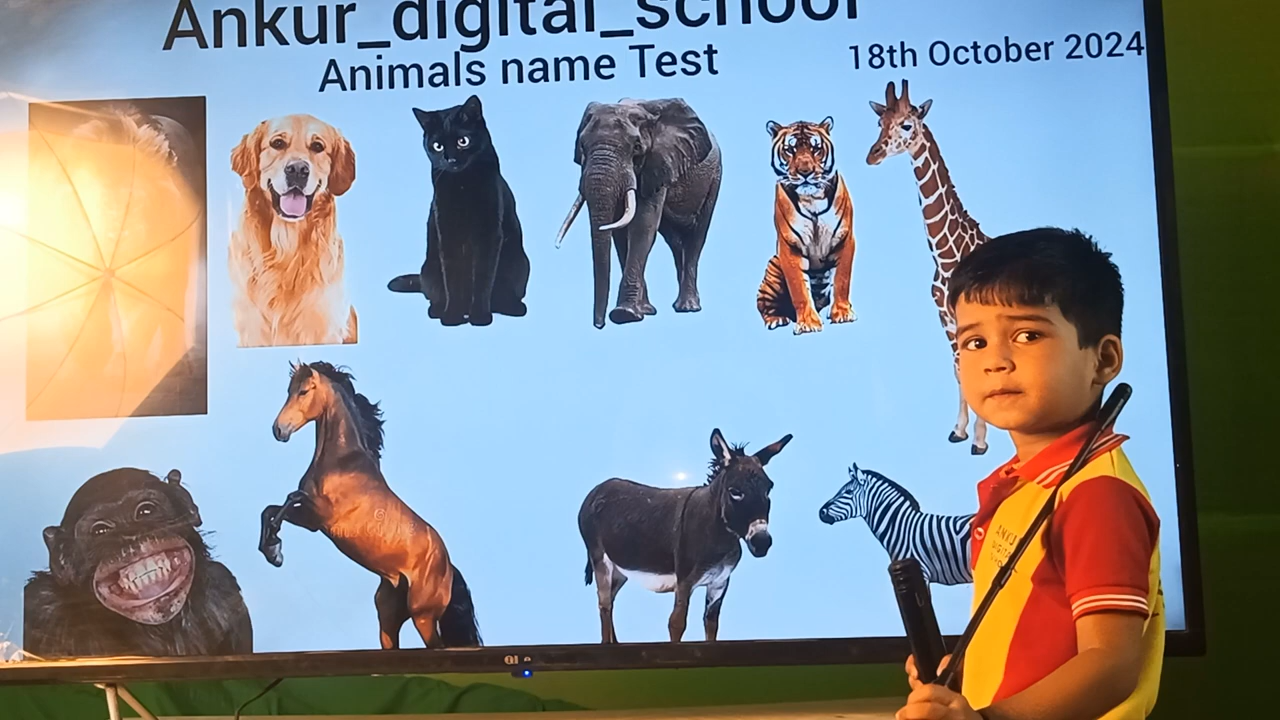 Ankur_digital_school
Animals name Test
18th October 2024